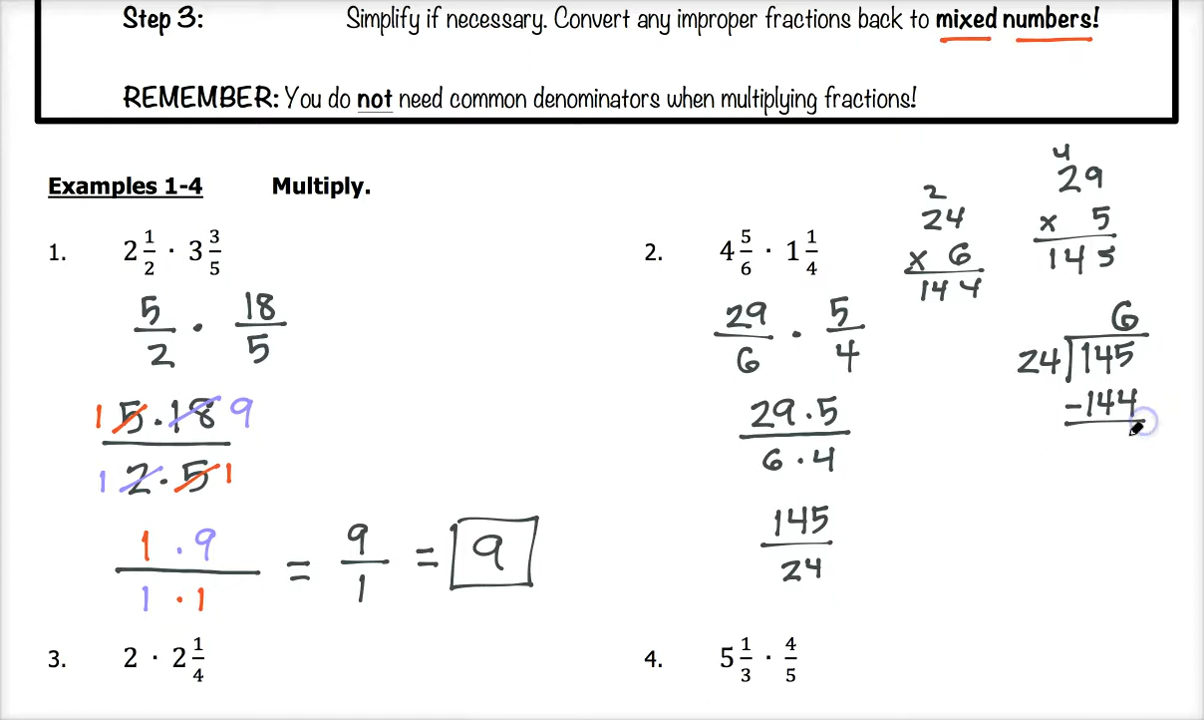 Step 3: Simplify if necessary. Convert any improper fractions back to mixed numbers!
REMEMBER: You do not need common denominators when multiplying fractions!
Examples 1-4 Multiply.
1. 2 1/2 · 3 3/5
5/2 · 18/5
1 5 · 18 9
1 2 · 5 1
1 · 9 / 1 · 1 = 9/1 = 9
2. 4 5/6 · 1 1/4
29/6 · 5/4
29 · 5 / 6 · 4
145/24
2
24
x 6
144
4
29
x 5
145
6
24)145
-144
3. 2 · 2 1/4
4. 5 1/3 · 4/5